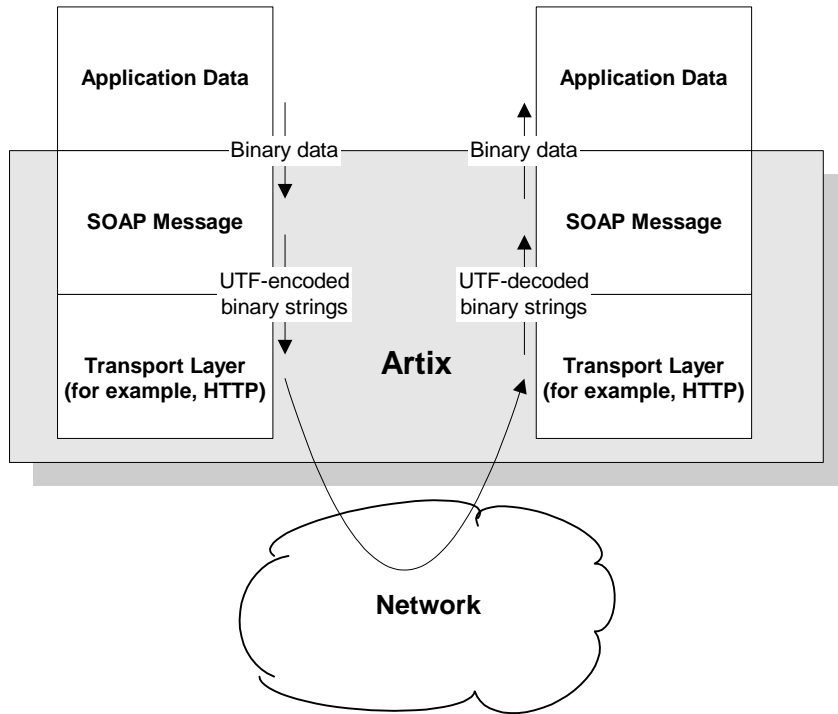 Application Data
Application Data
Binary data
Binary data
SOAP Message
SOAP Message
UTF-encoded
binary strings
UTF-decoded
binary strings
Transport Layer
(for example, HTTP)
Artix
Transport Layer
(for example, HTTP)
Network